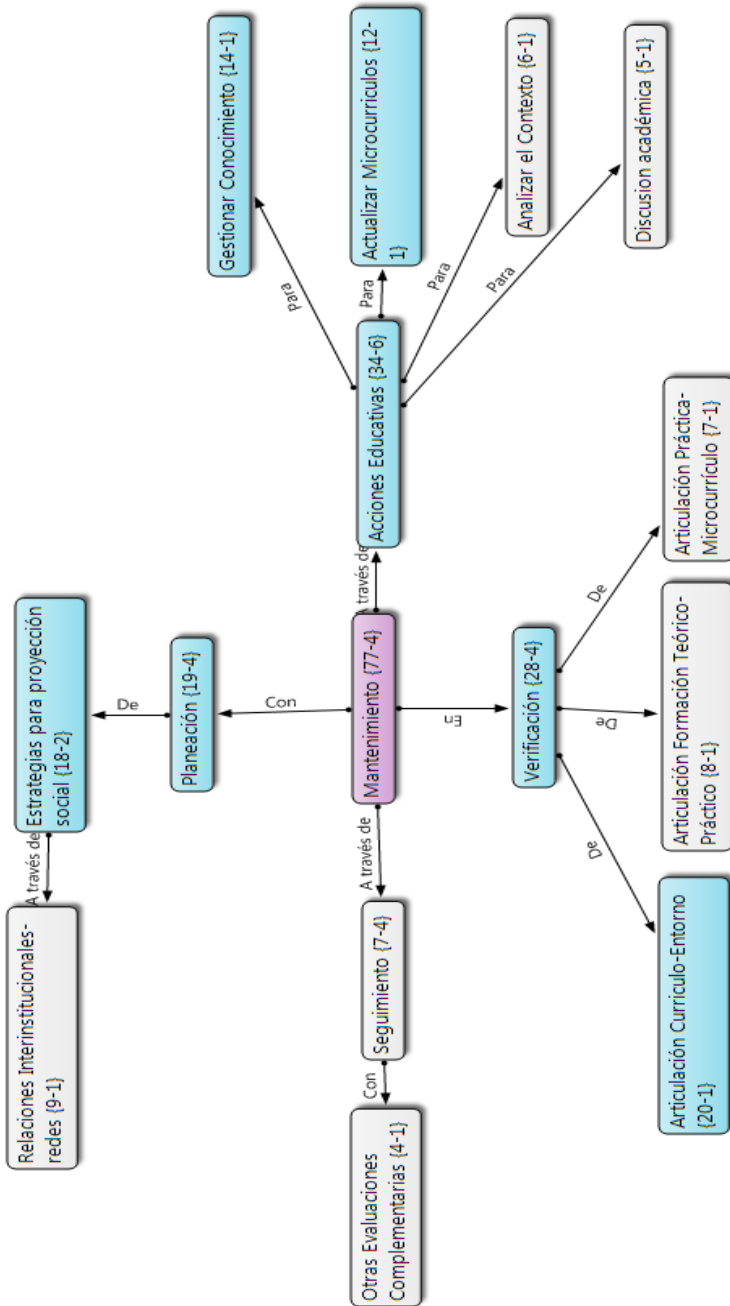 Relaciones Interinstitucionales-
redes {9-1}
A través de
Estrategias para proyección
social {18-2}
De
Planeación {19-4}
Gestionar Conocimiento {14-1}
Con
Para
Otras Evaluaciones
Complementarias {4-1}
Con
Seguimiento {7-4}
A través de
Mantenimiento {77-4}
A través de
Acciones Educativas {34-6}
Para
Actualizar Microcurriculos {12-
1}
Para
Analizar el Contexto {6-1}
En
Para
Discusion académica {5-1}
Verificación {28-4}
De
De
De
Articulación Curriculo-Entorno
{20-1}
Articulación Formación Teórico-
Práctico {8-1}
Articulación Práctica-
Microcurrículo {7-1}